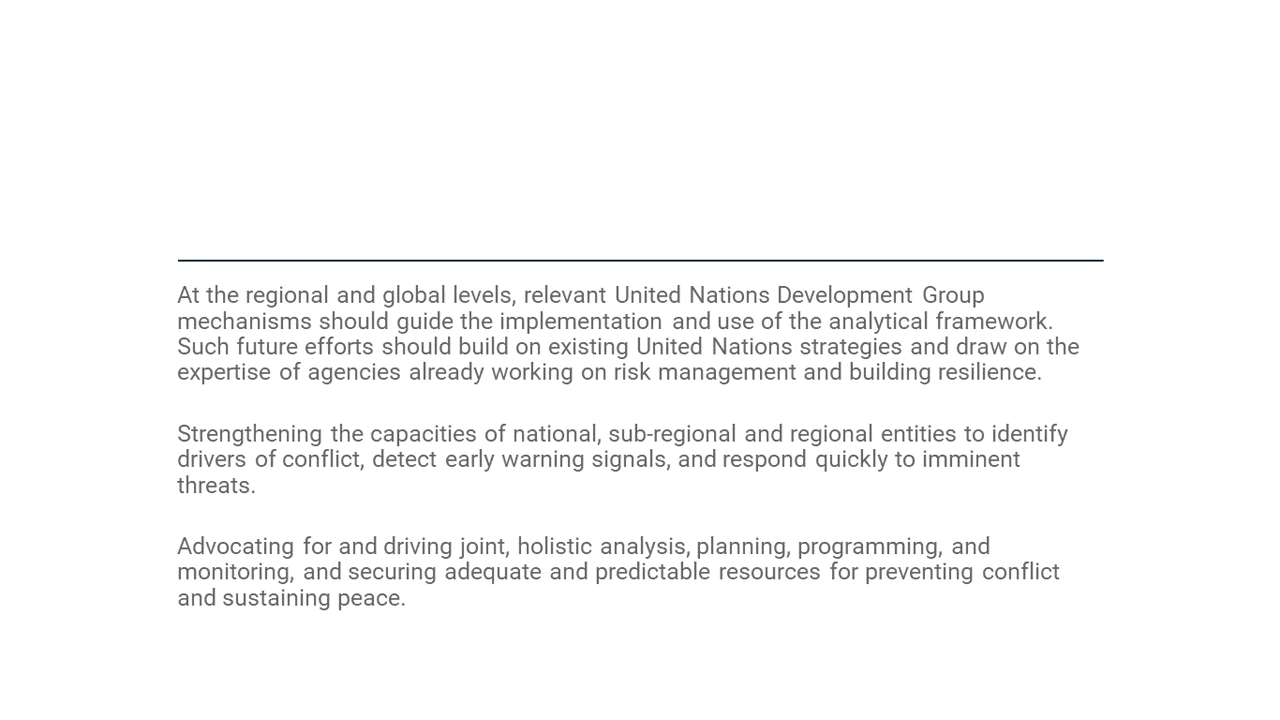 At the regional and global levels, relevant United Nations Development Group
mechanisms should guide the implementation and use of the analytical framework.
Such future efforts should build on existing United Nations strategies and draw on the
expertise of agencies already working on risk management and building resilience.
Strengthening the capacities of national, sub-regional and regional entities to identify
drivers of conflict, detect early warning signals, and respond quickly to imminent
threats.
Advocating for and driving joint, holistic analysis, planning, programming, and
monitoring, and securing adequate and predictable resources for preventing conflict
and sustaining peace.